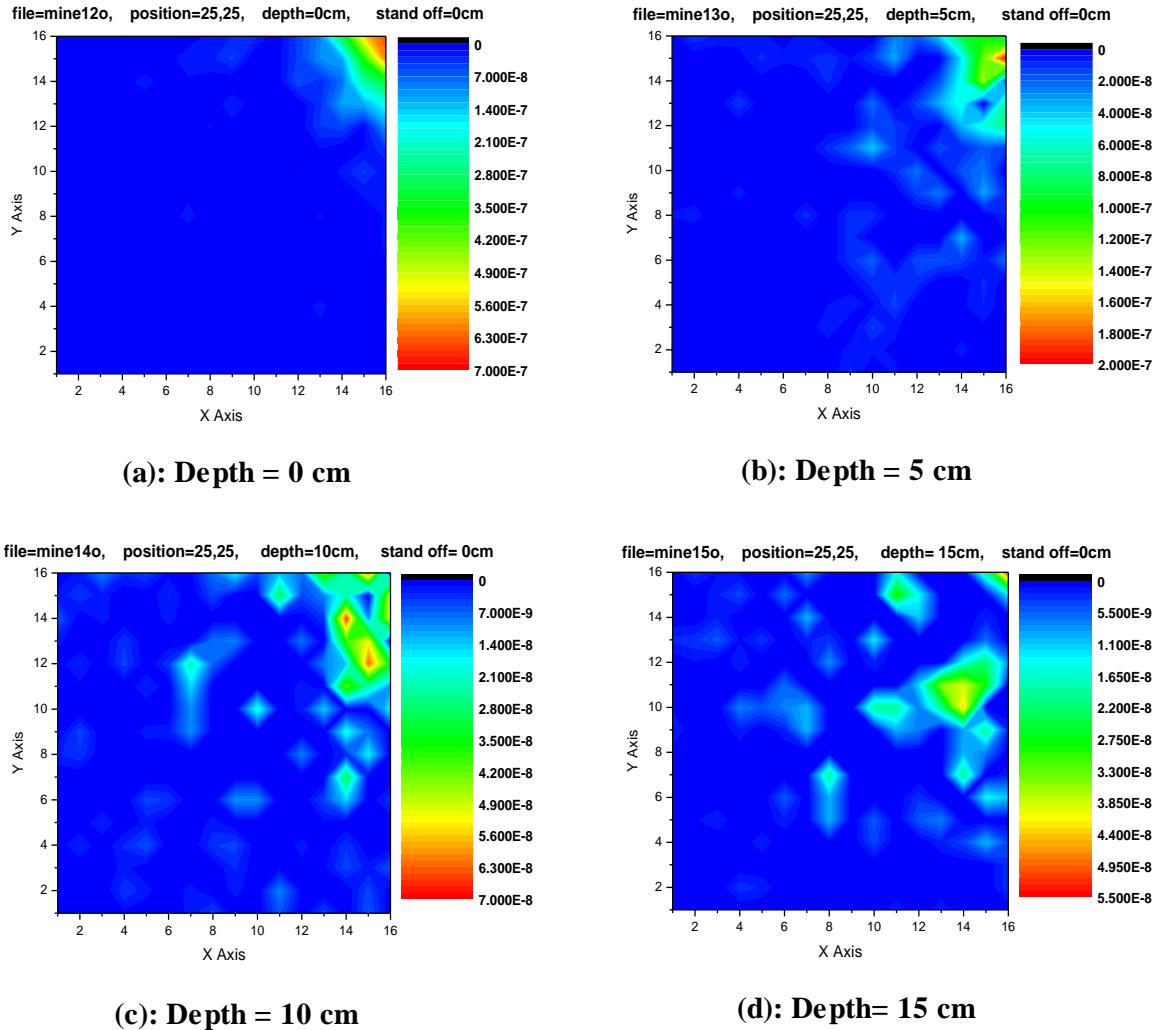 file=mine12o, position=25,25, depth=0cm, stand off=0cm
16
14
12
10
8
6
4
2
2 4 6 8 10 12 14 16
Y Axis
X Axis
0
7.000E-8
1.400E-7
2.100E-7
2.800E-7
3.500E-7
4.200E-7
4.900E-7
5.600E-7
6.300E-7
7.000E-7
(a): Depth = 0 cm
file=mine13o, position=25,25, depth=5cm, stand off=0cm
16
14
12
10
8
6
4
2
2 4 6 8 10 12 14 16
Y Axis
X Axis
0
2.000E-8
4.000E-8
6.000E-8
8.000E-8
1.000E-7
1.200E-7
1.400E-7
1.600E-7
1.800E-7
2.000E-7
(b): Depth = 5 cm
file=mine14o, position=25,25, depth=10cm, stand off= 0cm
16
14
12
10
8
6
4
2
2 4 6 8 10 12 14 16
Y Axis
X Axis
0
7.000E-9
1.400E-8
2.100E-8
2.800E-8
3.500E-8
4.200E-8
4.900E-8
5.600E-8
6.300E-8
7.000E-8
(c): Depth = 10 cm
file=mine15o, position=25,25, depth= 15cm, stand off=0cm
16
14
12
10
8
6
4
2
2 4 6 8 10 12 14 16
Y Axis
X Axis
0
5.500E-9
1.100E-8
1.650E-8
2.200E-8
2.750E-8
3.300E-8
3.850E-8
4.400E-8
4.950E-8
5.500E-8
(d): Depth= 15 cm